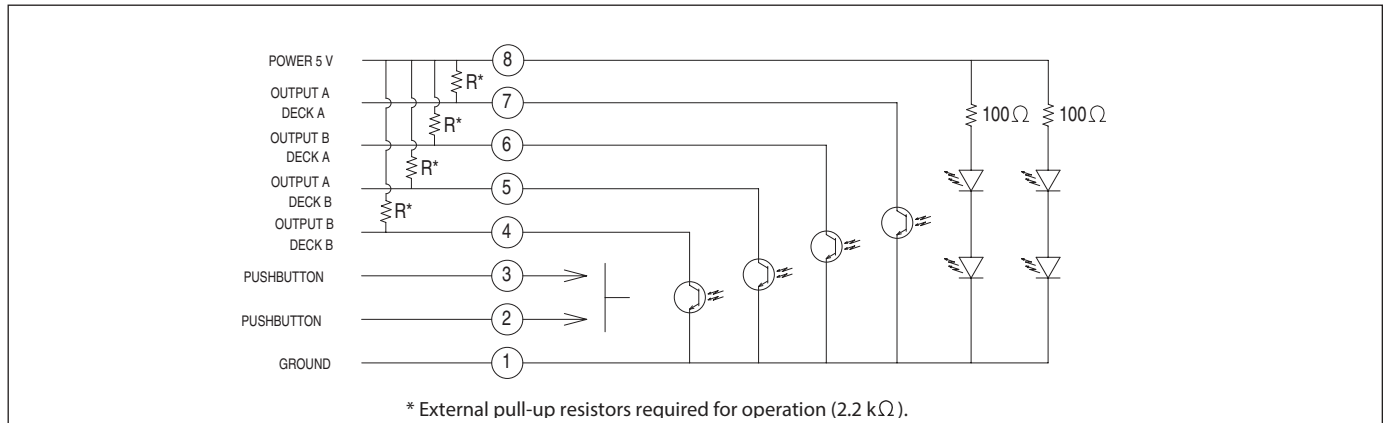 POWER 5 V
8
R*
OUTPUT A
DECK A
7
100Ω
100Ω
R*
OUTPUT B
DECK A
6
R*
OUTPUT A
DECK B
5
R*
OUTPUT B
DECK B
4
PUSHBUTTON
3
PUSHBUTTON
2
GROUND
1
* External pull-up resistors required for operation (2.2 kΩ).